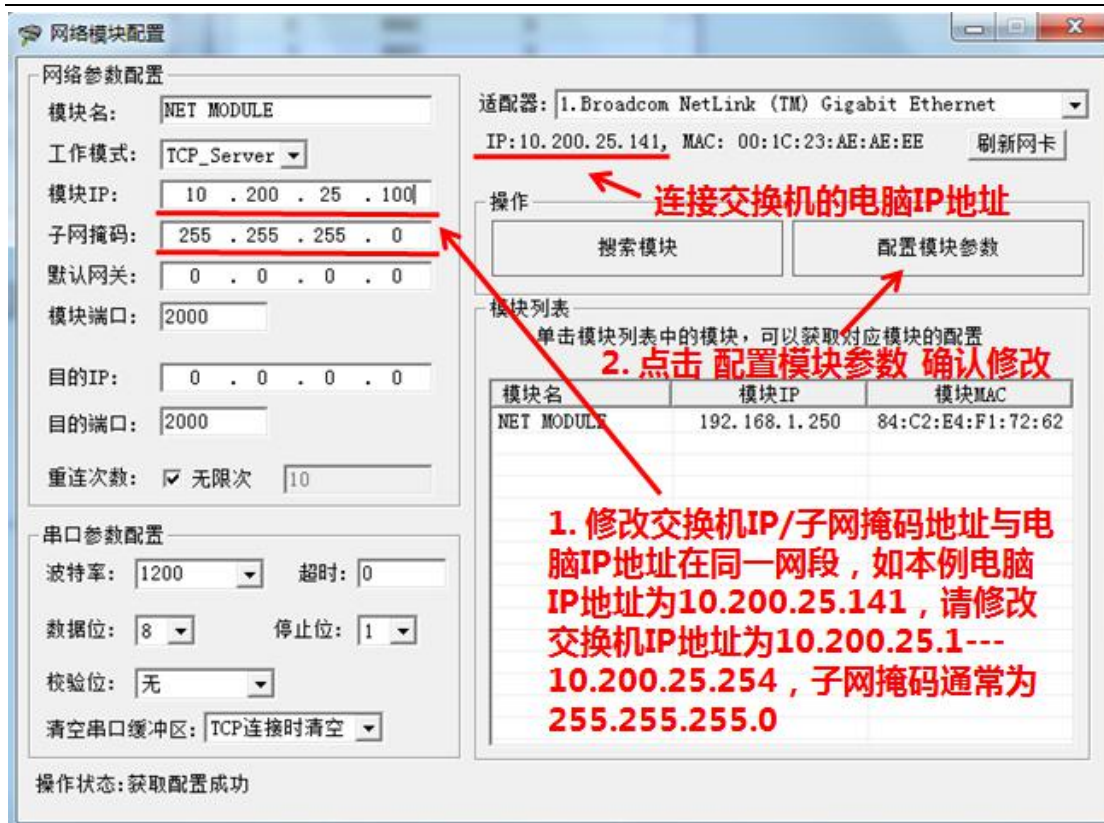 网络模块配置
网络参数配置
模块名: NET MODULE
工作模式: TCP_Server
模块IP: 10 . 200 . 25 . 100
子网掩码: 255 . 255 . 255 . 0
默认网关: 0 . 0 . 0 . 0
模块端口: 2000
目的IP: 0 . 0 . 0 . 0
目的端口: 2000
重连次数: 无限次 10
串口参数配置
波特率: 1200 超时: 0
数据位: 8 停止位: 1
校验位: 无
清空串口缓冲区: TCP连接时清空
操作状态:获取配置成功
适配器: 1.Broadcom NetLink (TM) Gigabit Ethernet
IP:10.200.25.141, MAC: 00:1C:23:AE:AE:EE 刷新网卡
连接交换机的电脑IP地址
操作
搜索模块 配置模块参数
模块列表
单击模块列表中的模块，可以获取对应模块的配置
2. 点击 配置模块参数 确认修改
模块名 模块IP 模块MAC
NET MODULE 192.168.1.250 84:C2:E4:F1:72:62
1. 修改交换机IP/子网掩码地址与电
脑IP地址在同一网段，如本例电脑
IP地址为10.200.25.141，请修改
交换机IP地址为10.200.25.1---
10.200.25.254，子网掩码通常为
255.255.255.0